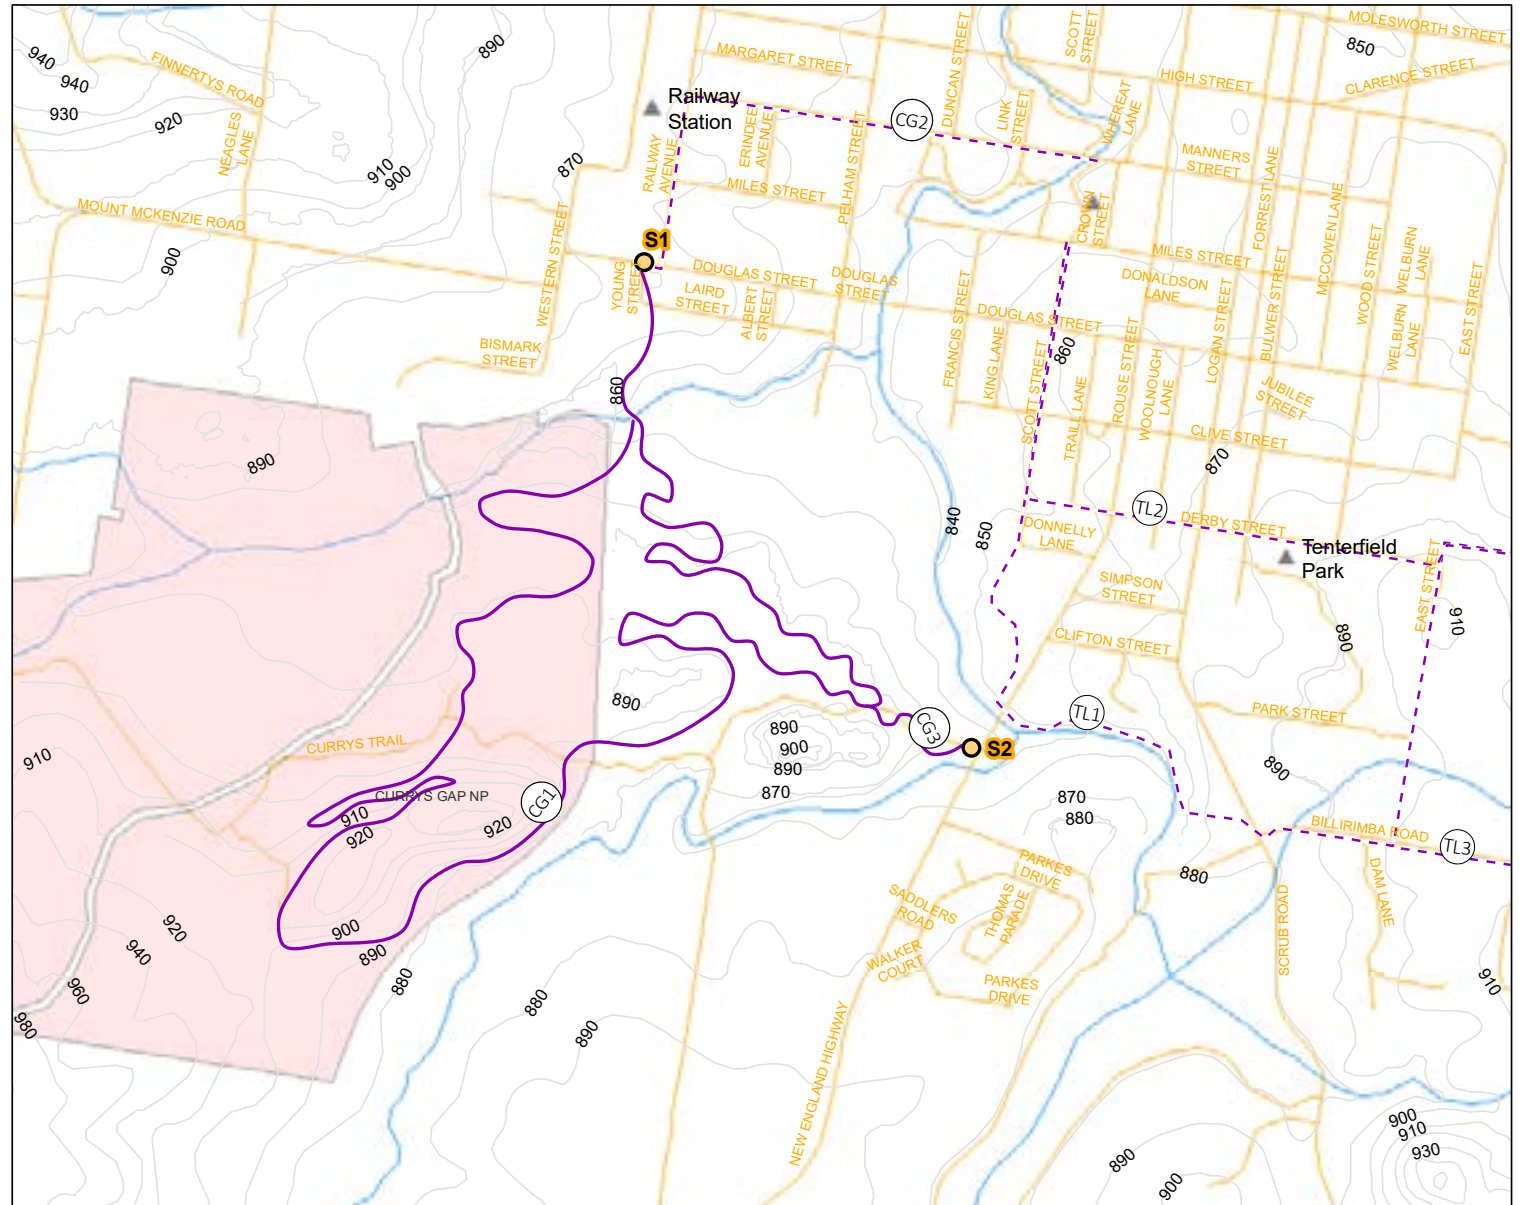 MOLESWORTH STREET
SCOTT
STREET
DUNCAN STREET
850
940
940
930
FINNERTYS ROAD
920
890
MARGARET STREET
HIGH STREET
CLARENCE STREET
Railway
Station
CG2
LINK
STREET
WHEREAT
LANE
NEAGLES
LANE
910
900
870
RAILWAY
AVENUE
ERINDEE
AVENUE
PELHAM STREET
MANNERS
STREET
FORREST LANE
MILES STREET
MCCOWEN LANE
MOUNT MCKENZIE ROAD
900
WESTERN STREET
S1
CROWN
STREET
MILES STREET
WOOD STREET
WELBURN
LANE
EAST STREET
YOUNG
STREET
DOUGLAS STREET
DOUGLAS
STREET
LAIRD
STREET
ALBERT
STREET
DONALDSON
LANE
FRANCIS STREET
DOUGLAS STREET
LOGAN STREET
BULWER STREET
WELBURN
LANE
BISMARK
STREET
860
KING LANE
SCOTT STREET
860
TRAILL LANE
ROUSE STREET
WOOLNOUGH
LANE
JUBILEE
STREET
CLIVE STREET
870
890
840
850
TL2
DERBY STREET
DONNELLY
LANE
Tenterfield
Park
EAST STREET
SIMPSON
STREET
CLIFTON STREET
890
910
890
TL1
PARK STREET
CG3
S2
890
900
890
870
910
CURRYS TRAIL
CURRYS GAP NP
CG1
910
920
920
870
880
890
BILLIRIMBA ROAD
TL3
PARKES
DRIVE
880
DAM LANE
SADDLERS
ROAD
THOMAS
PARADE
WALKER
COURT
PARKES
DRIVE
SCRUB ROAD
900
890
880
920
940
960
980
880
890
910
NEW ENGLAND HIGHWAY
900
910
930
890
900